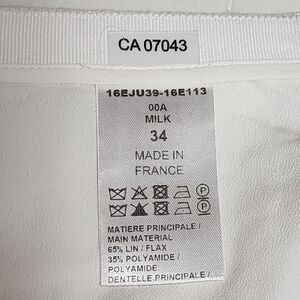 CA 07043
16EJU39-16E113
00A
MILK
34
MADE IN
FRANCE
MATIERE PRINCIPALE /
MAIN MATERIAL
65% LIN / FLAX
35% POLYAMIDE /
POLYAMIDE
DENTELLE PRINCIPALE /